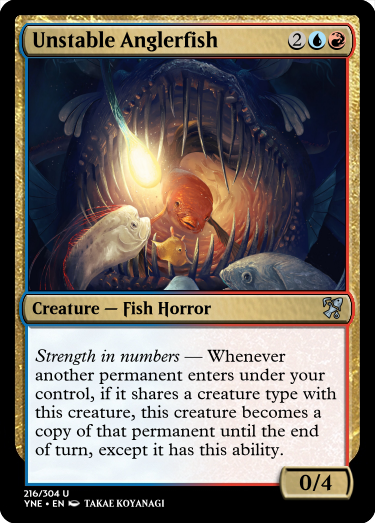 Unstable Anglerfish 2
Creature — Fish Horror
Strength in numbers — Whenever
another permanent enters under your
control, if it shares a creature type with
this creature, this creature becomes a
copy of that permanent until the end
of turn, except it has this ability.
0/4
216/304 U
YNE • EN TAKAE KOYANAGI